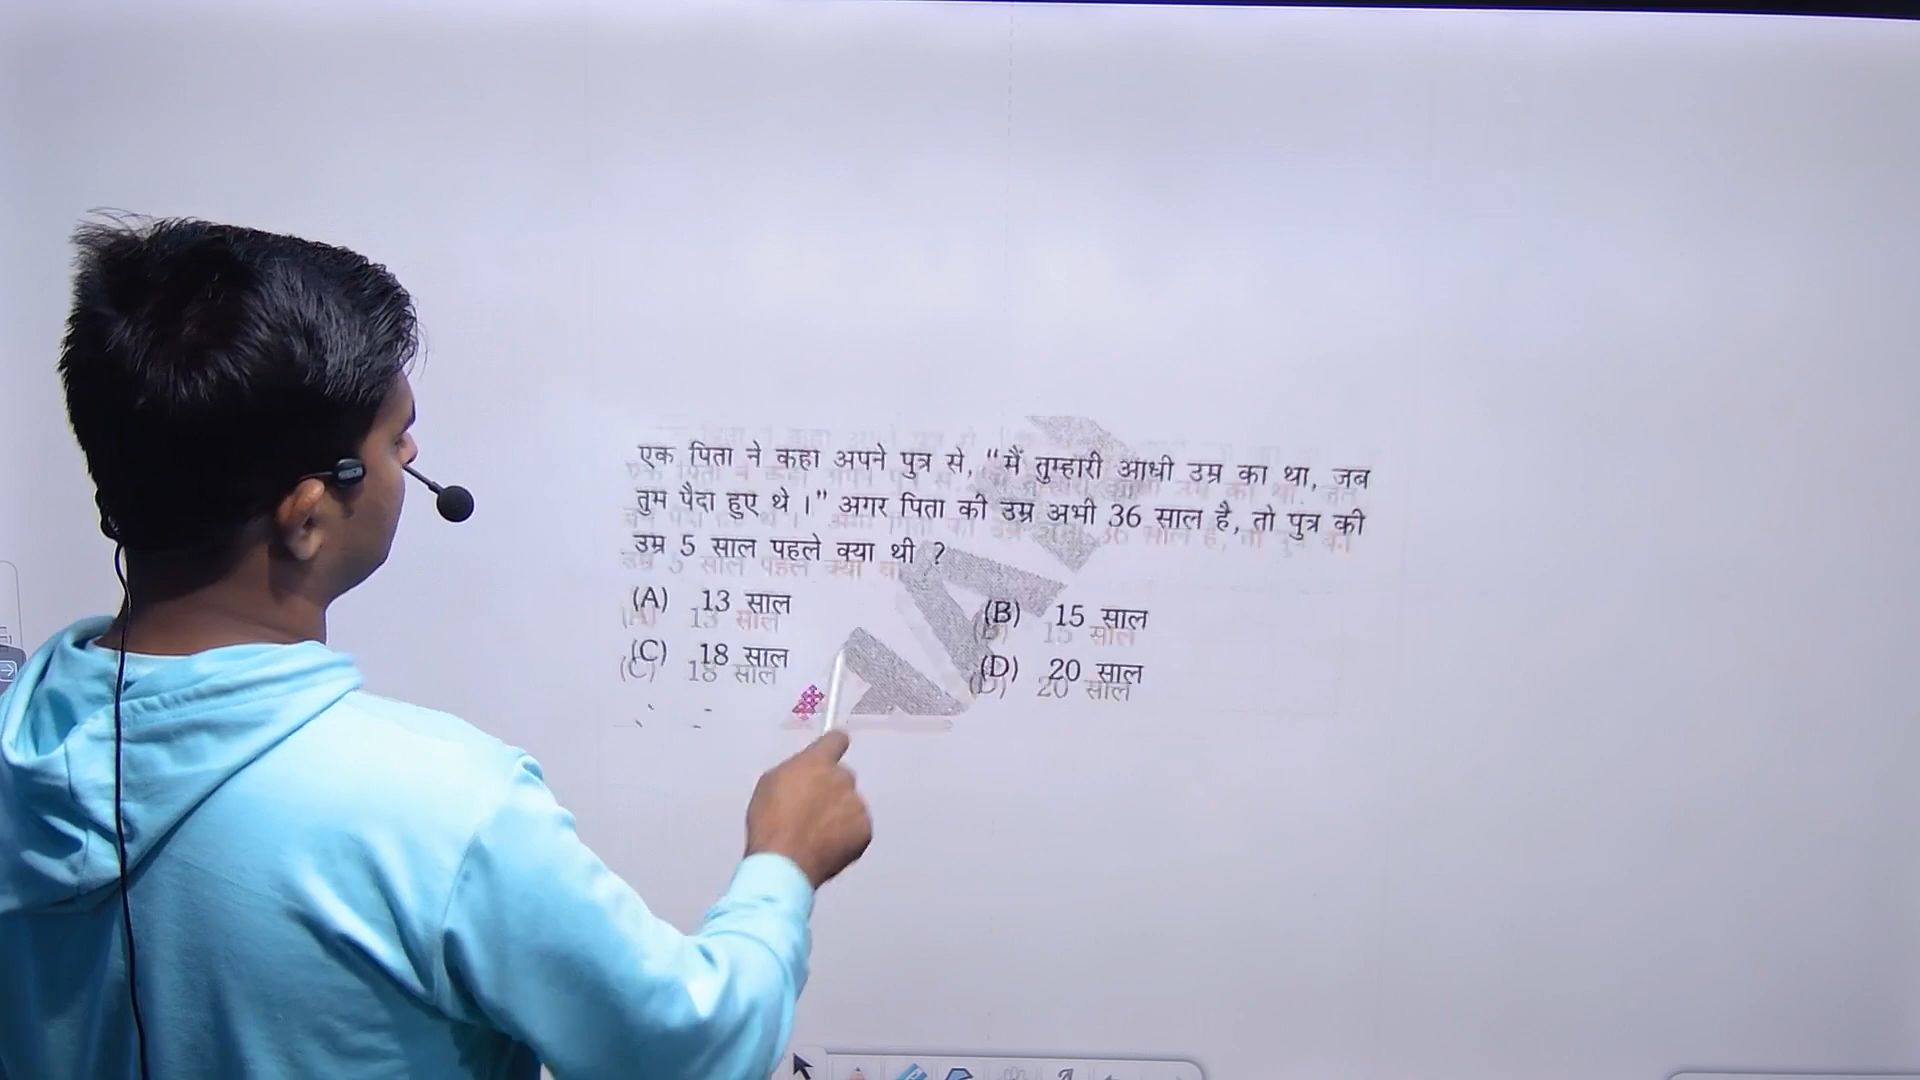 एक पिता ने कहा अपने पुत्र से, “मैं तुम्हारी आधी उम्र का था, जब
तुम पैदा हुए थे ।” अगर पिता की उम्र अभी 36 साल है, तो पुत्र की
उम्र 5 साल पहले क्या थी ?
(A) 13 साल (B) 15 साल
(C) 18 साल (D) 20 साल